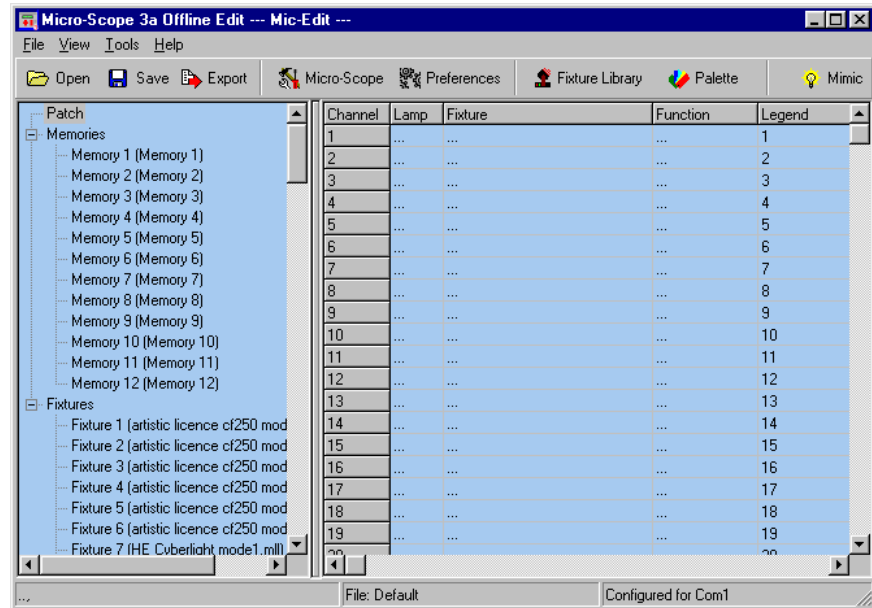 Micro-Scope 3a Offline Edit --- Mic-Edit ---
File View Tools Help
Open Save Export Micro-Scope Preferences Fixture Library Palette Mimic
Patch
Memories
Memory 1 (Memory 1)
Memory 2 (Memory 2)
Memory 3 (Memory 3)
Memory 4 (Memory 4)
Memory 5 (Memory 5)
Memory 6 (Memory 6)
Memory 7 (Memory 7)
Memory 8 (Memory 8)
Memory 9 (Memory 9)
Memory 10 (Memory 10)
Memory 11 (Memory 11)
Memory 12 (Memory 12)
Fixtures
Fixture 1 (artistic licence cf250 mod
Fixture 2 (artistic licence cf250 mod
Fixture 3 (artistic licence cf250 mod
Fixture 4 (artistic licence cf250 mod
Fixture 5 (artistic licence cf250 mod
Fixture 6 (artistic licence cf250 mod
Fixture 7 (HE Cyberlight mode1.mll)
Channel Lamp Fixture Function Legend
1 ... ... ... 1
2 ... ... ... 2
3 ... ... ... 3
4 ... ... ... 4
5 ... ... ... 5
6 ... ... ... 6
7 ... ... ... 7
8 ... ... ... 8
9 ... ... ... 9
10 ... ... ... 10
11 ... ... ... 11
12 ... ... ... 12
13 ... ... ... 13
14 ... ... ... 14
15 ... ... ... 15
16 ... ... ... 16
17 ... ... ... 17
18 ... ... ... 18
19 ... ... ... 19
.., File: Default Configured for Com1